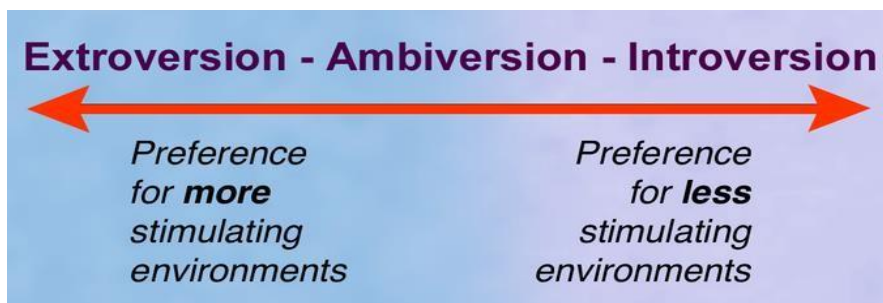 Extroversion - Ambiversion - Introversion
Preference
for more
stimulating
environments
Preference
for less
stimulating
environments